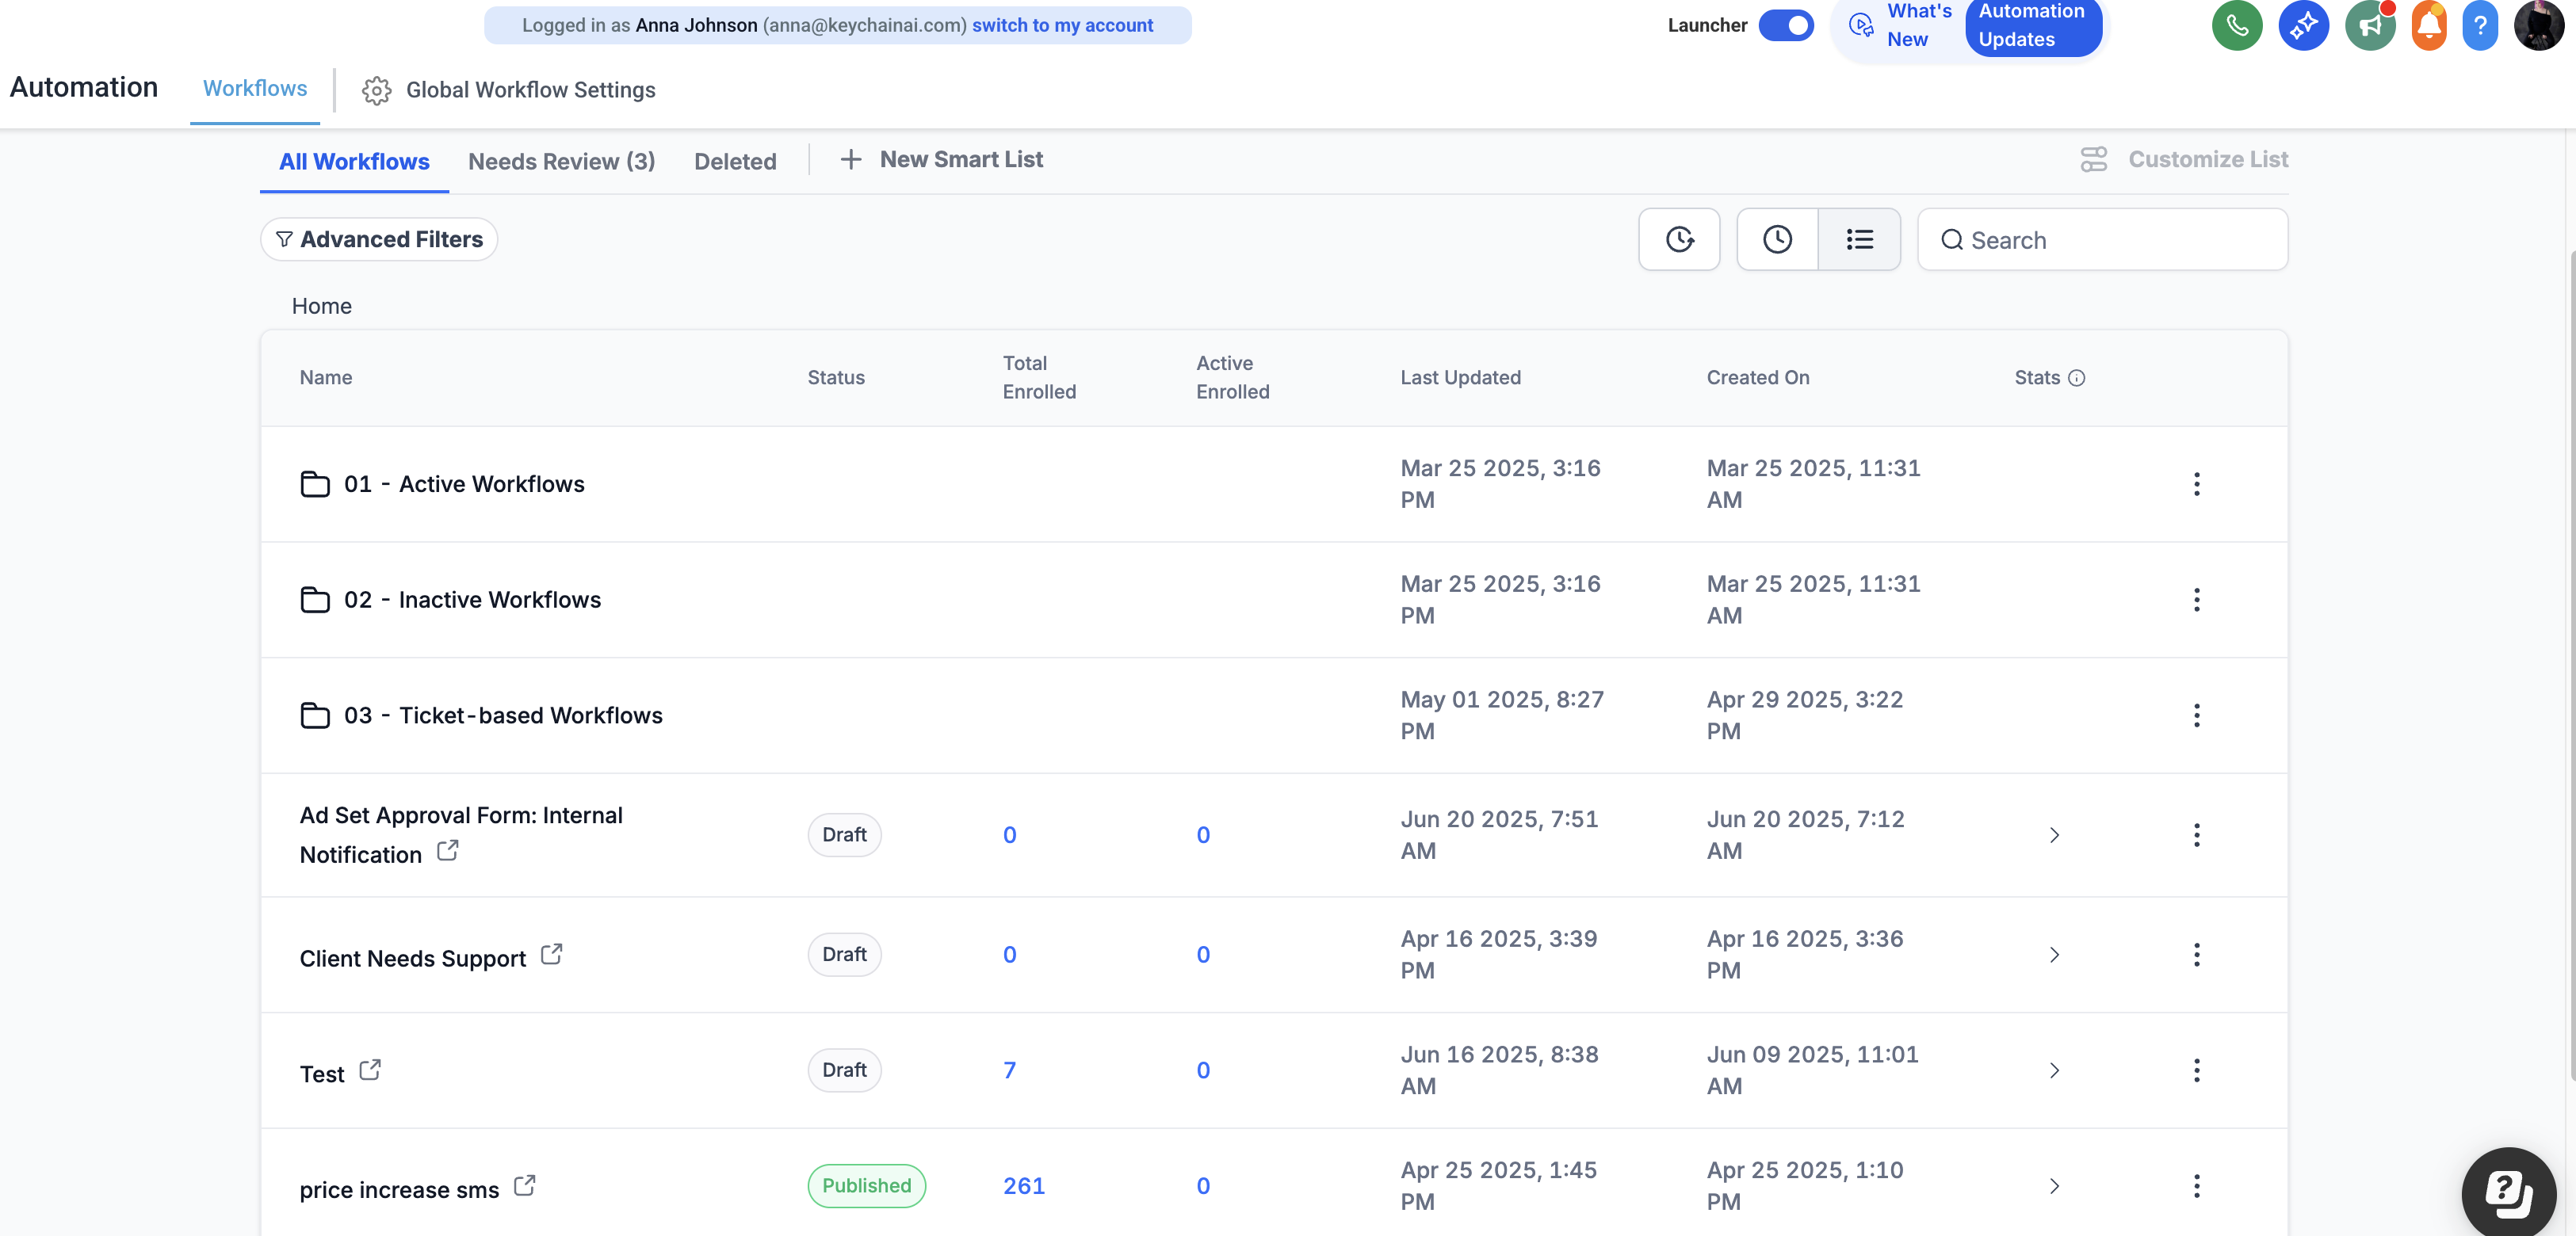 Logged in as Anna Johnson (anna@keychainai.com) switch to my account
Launcher
What's
New
Automation
Updates
Automation
Workflows
Global Workflow Settings
All Workflows
Needs Review (3)
Deleted
New Smart List
Customize List
Advanced Filters
Search
Home
Name
Status
Total
Enrolled
Active
Enrolled
Last Updated
Created On
Stats
01 - Active Workflows
Mar 25 2025, 3:16
PM
Mar 25 2025, 11:31
AM
02 - Inactive Workflows
Mar 25 2025, 3:16
PM
Mar 25 2025, 11:31
AM
03 - Ticket-based Workflows
May 01 2025, 8:27
PM
Apr 29 2025, 3:22
PM
Ad Set Approval Form: Internal
Notification
Draft
0
0
Jun 20 2025, 7:51
AM
Jun 20 2025, 7:12
AM
Client Needs Support
Draft
0
0
Apr 16 2025, 3:39
PM
Apr 16 2025, 3:36
PM
Test
Draft
7
0
Jun 16 2025, 8:38
AM
Jun 09 2025, 11:01
AM
price increase sms
Published
261
0
Apr 25 2025, 1:45
PM
Apr 25 2025, 1:10
PM